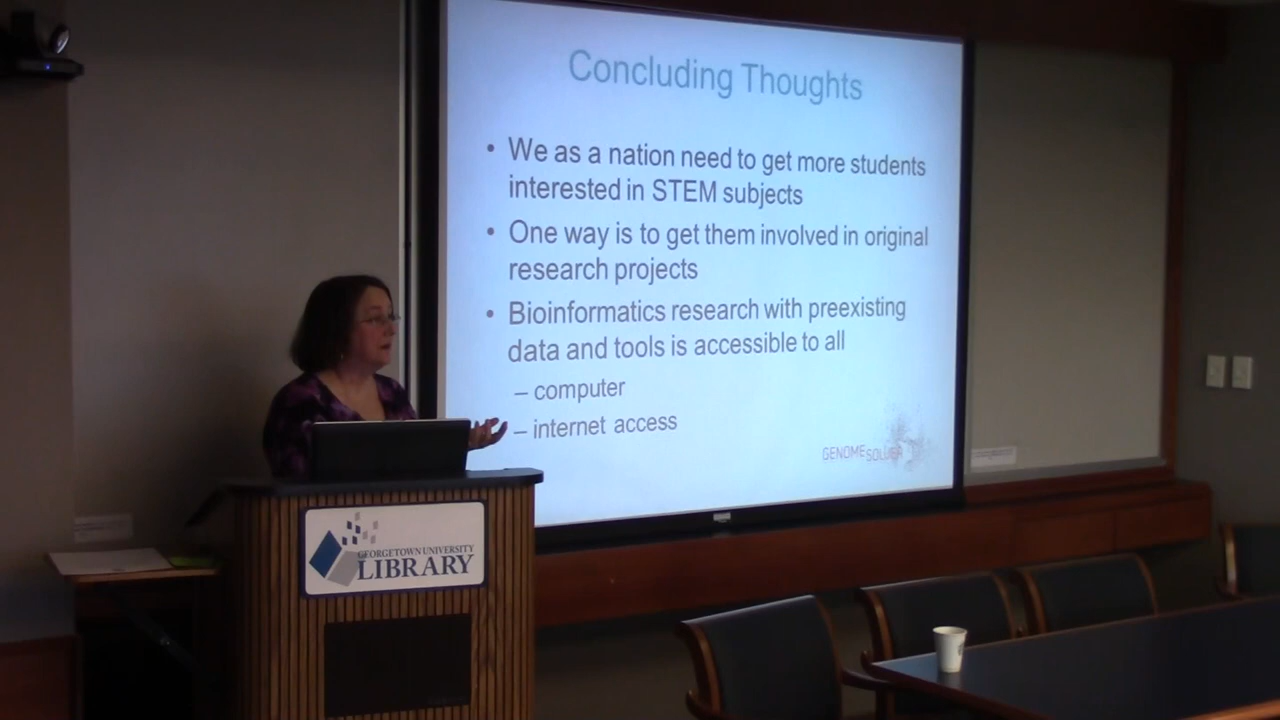 Concluding Thoughts
• We as a nation need to get more students
interested in STEM subjects
• One way is to get them involved in original
research projects
• Bioinformatics research with preexisting
data and tools is accessible to all
– computer
– internet access
GENOME SOLVER
GEORGETOWN UNIVERSITY
LIBRARY